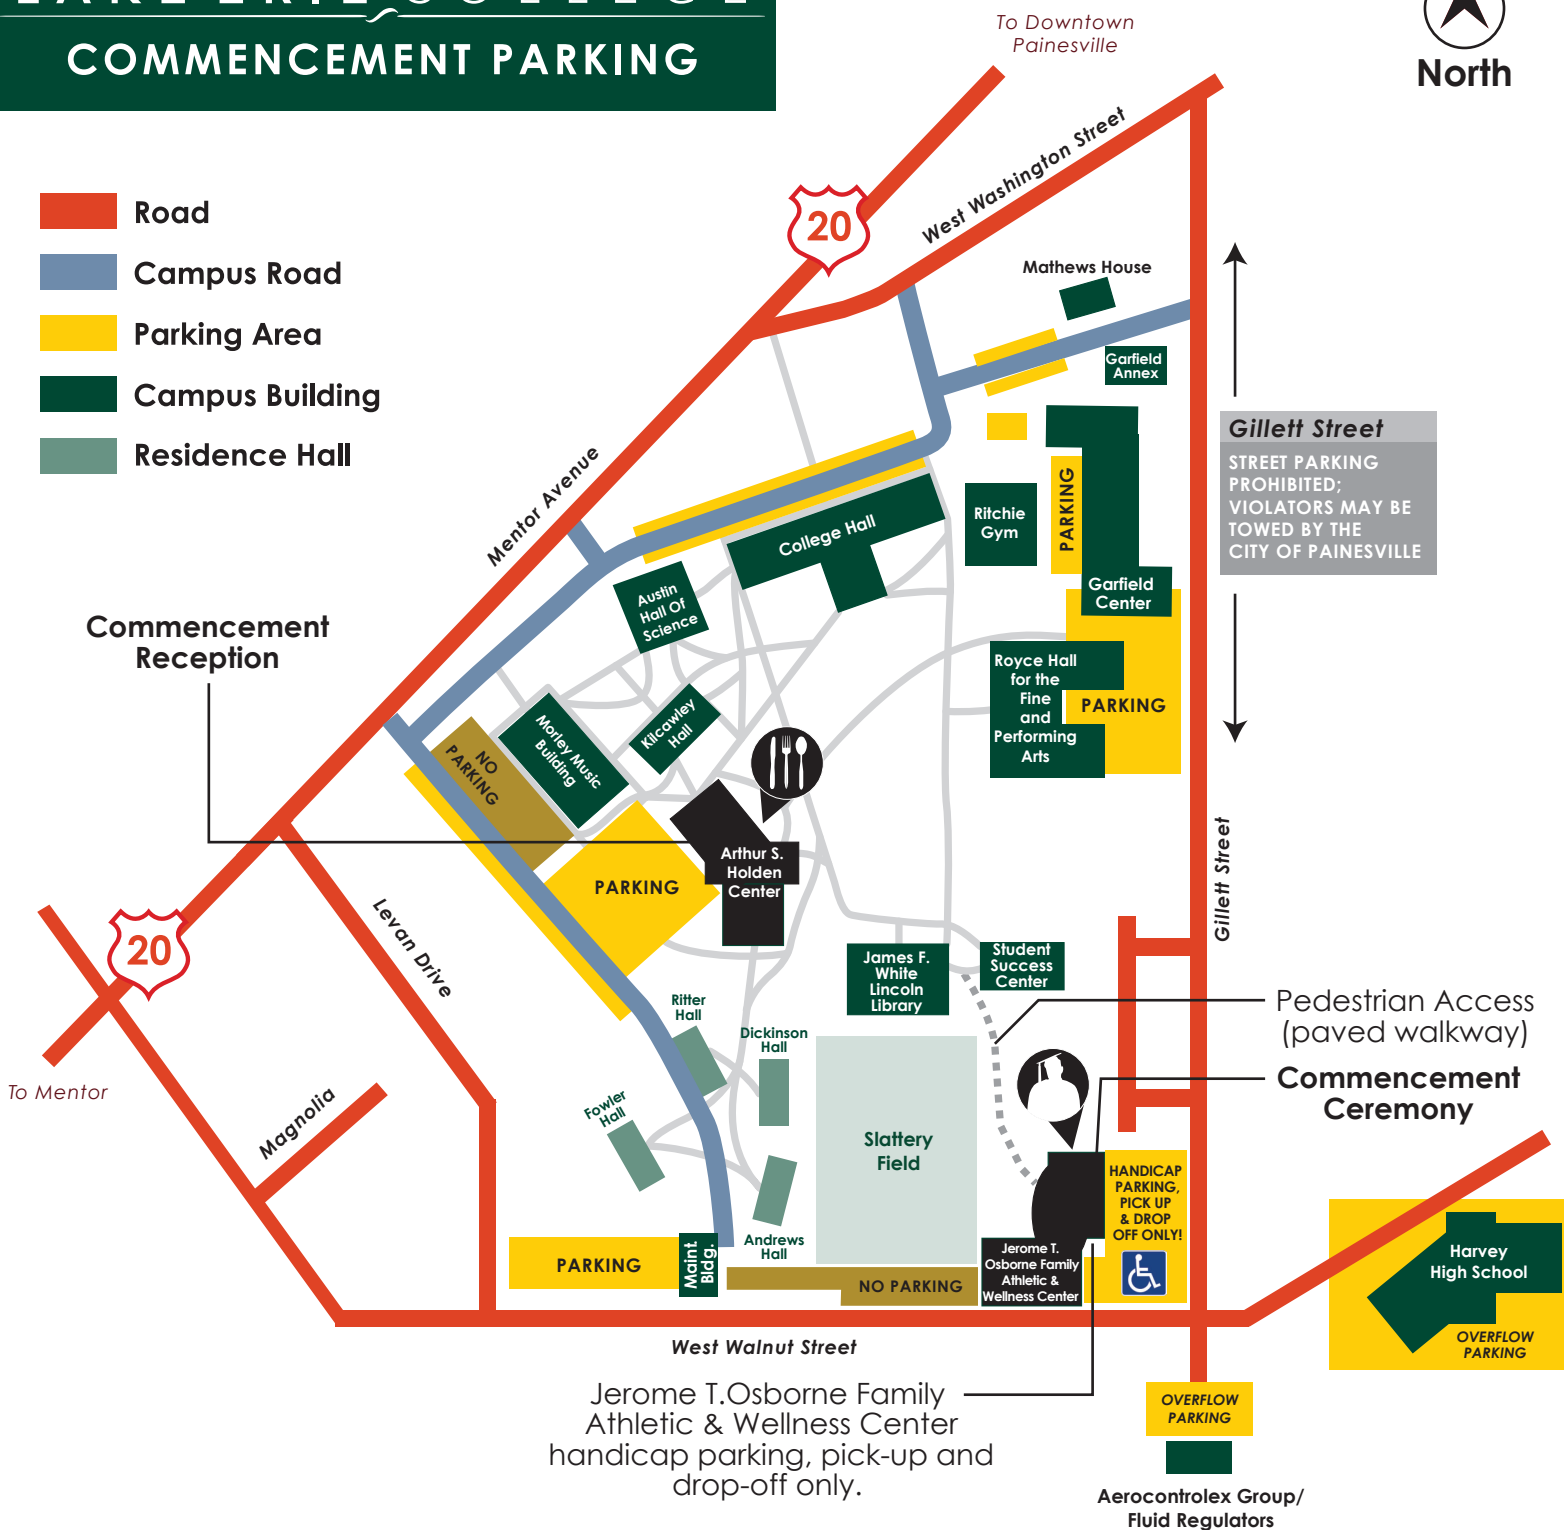 LAKE ERIE COLLEGE
COMMENCEMENT PARKING
To Downtown
Painesville
North
Road
Campus Road
Parking Area
Campus Building
Residence Hall
20
West Washington Street
Mathews House
Garfield
Annex
Gillett Street
STREET PARKING
PROHIBITED;
VIOLATORS MAY BE
TOWED BY THE
CITY OF PAINESVILLE
Mentor Avenue
College Hall
Ritchie
Gym
PARKING
Garfield
Center
Austin
Hall Of
Science
Commencement
Reception
Royce Hall
for the
Fine
and
Performing
Arts
PARKING
Kilcawley
Hall
Morley Music
Building
NO
PARKING
Arthur S.
Holden
Center
PARKING
Gillett Street
Levan Drive
20
James F.
White
Lincoln
Library
Student
Success
Center
Ritter
Hall
Dickinson
Hall
Pedestrian Access
(paved walkway)
Commencement
Ceremony
To Mentor
Magnolia
Fowler
Hall
Slattery
Field
HANDICAP
PARKING,
PICK UP
& DROP
OFF ONLY!
Andrews
Hall
Maint.
Bldg.
PARKING
NO PARKING
Jerome T.
Osborne Family
Athletic &
Wellness Center
Harvey
High School
OVERFLOW
PARKING
West Walnut Street
Jerome T.Osborne Family
Athletic & Wellness Center
handicap parking, pick-up and
drop-off only.
OVERFLOW
PARKING
Aerocontrolex Group/
Fluid Regulators